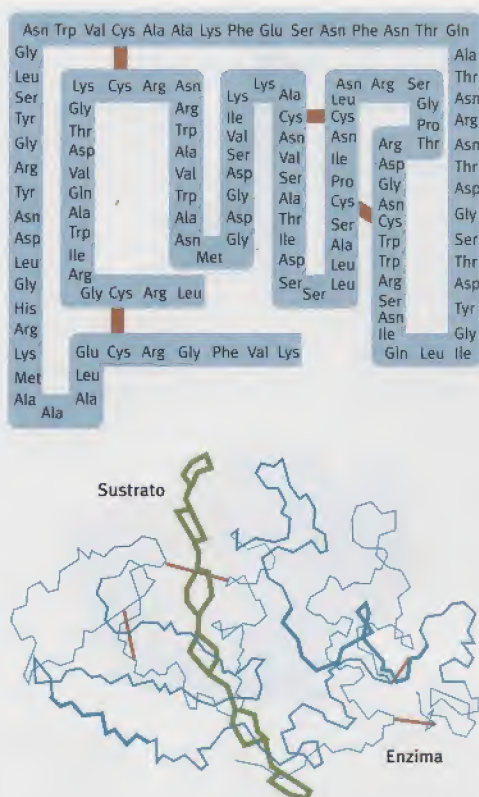 Asn Trp Val Cys Ala Ala Lys Phe Glu Ser Asn Phe Asn Thr Gln
Gly
Leu
Ser
Tyr
Gly
Arg
Tyr
Asn
Asp
Leu
Gly
His
Arg
Lys
Met
Ala
Ala
Ala
Leu
Glu Cys Arg Gly Phe Val Lys
Lys Cys Arg Asn
Gly
Thr
Asp
Val
Gln
Ala
Trp
Ile
Arg
Gly Cys Arg Leu
Arg
Trp
Ala
Val
Trp
Ala
Asn
Met
Lys
Lys
Ile
Val
Ser
Asp
Gly
Asp
Gly
Ala
Cys
Asn
Val
Ser
Ala
Thr
Ile
Asp
Ser
Ser
Asn Arg Ser
Leu
Cys
Asn
Ile
Pro
Cys
Ser
Ala
Leu
Leu
Gly
Pro
Thr
Arg
Asp
Gly
Asn
Cys
Trp
Trp
Arg
Ser
Asn
Ile
Gln Leu Ile
Ala
Thr
Asn
Arg
Asn
Thr
Asp
Gly
Ser
Thr
Asp
Tyr
Gly
Sustrato
Enzima